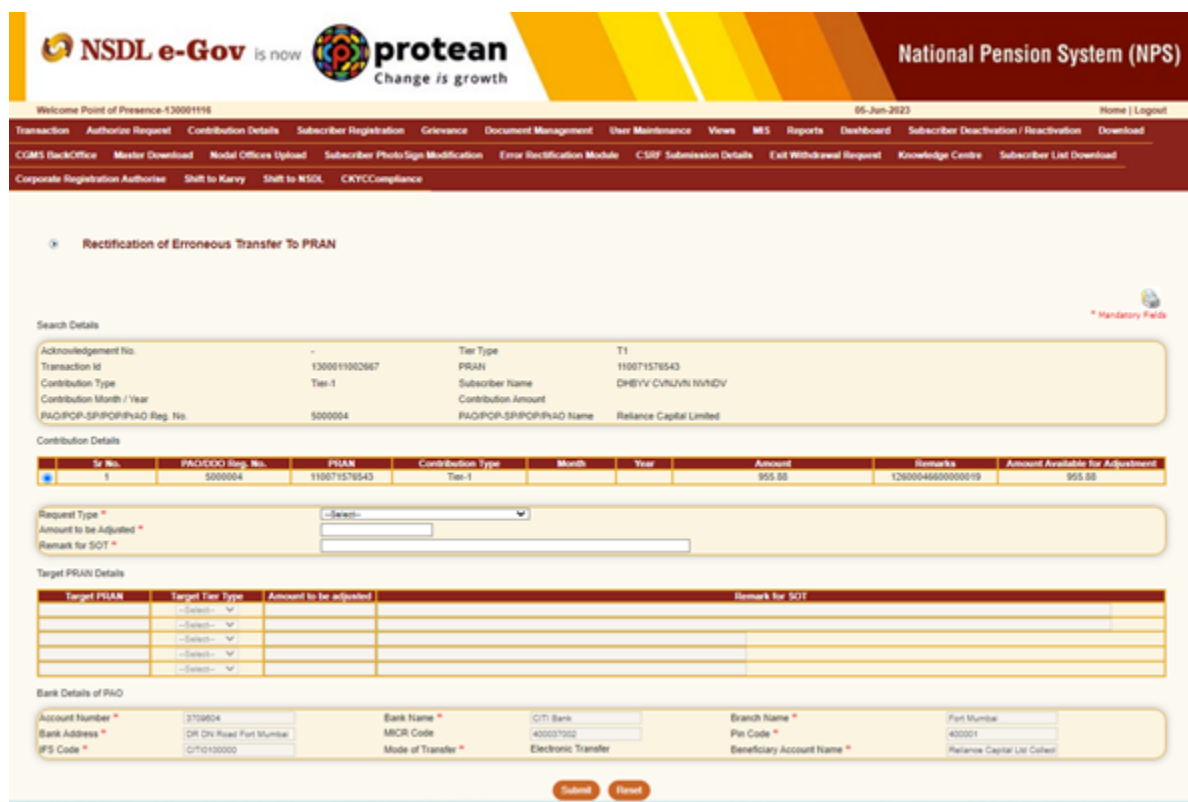 NSDL e-Gov is now protean
Change is growth
National Pension System (NPS)
Welcome Point of Presence-130001116 05-Jun-2023 Home | Logout
Transaction Authorize Request Contribution Details Subscriber Registration Grievance Document Management User Maintenance Views MIS Reports Dashboard Subscriber Deactivation / Reactivation Download
CGMS BackOffice Master Download Nodal Offices Upload Subscriber Photo Sign Modification Error Rectification Module CSRF Submission Details Exit Withdrawal Request Knowledge Centre Subscriber List Download
Corporate Registration Authorise Shift to Karvy Shift to NSDL CKYCCompliance
Rectification of Erroneous Transfer To PRAN
* Mandatory Fields
Search Details
Acknowledgement No. - Tier Type T1
Transaction Id 1300011002667 PRAN 110071576543
Contribution Type Tier-1 Subscriber Name DHBYV CVNJVN NVNDV
Contribution Month / Year Contribution Amount
PAO/POP-SP/POP/PrAO Reg. No. 5000004 PAO/POP-SP/POP/PrAO Name Reliance Capital Limited
Contribution Details
Sr No. PAO/DDO Reg. No. PRAN Contribution Type Month Year Amount Remarks Amount Available for Adjustment
1 5000004 110071576543 Tier-1 955.88 12600046600000019 955.88
Request Type * --Select--
Amount to be Adjusted *
Remark for SOT *
Target PRAN Details
Target PRAN Target Tier Type Amount to be adjusted Remark for SOT
--Select--
--Select--
--Select--
--Select--
--Select--
Bank Details of PAO
Account Number * 3709604 Bank Name * CITI Bank Branch Name * Fort Mumbai
Bank Address * DR DN Road Fort Mumbai MICR Code 400037002 Pin Code * 400001
IFS Code * CITI0100000 Mode of Transfer * Electronic Transfer Beneficiary Account Name * Reliance Capital Ltd Collect
Submit Reset